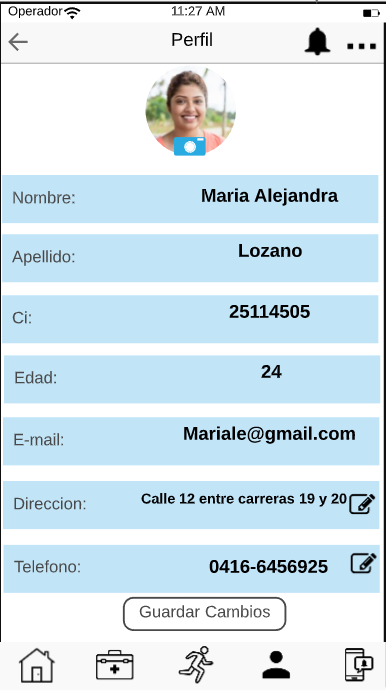 Operador 11:27 AM
Perfil
Nombre: Maria Alejandra
Apellido: Lozano
Ci: 25114505
Edad: 24
E-mail: Mariale@gmail.com
Direccion: Calle 12 entre carreras 19 y 20
Telefono: 0416-6456925
Guardar Cambios